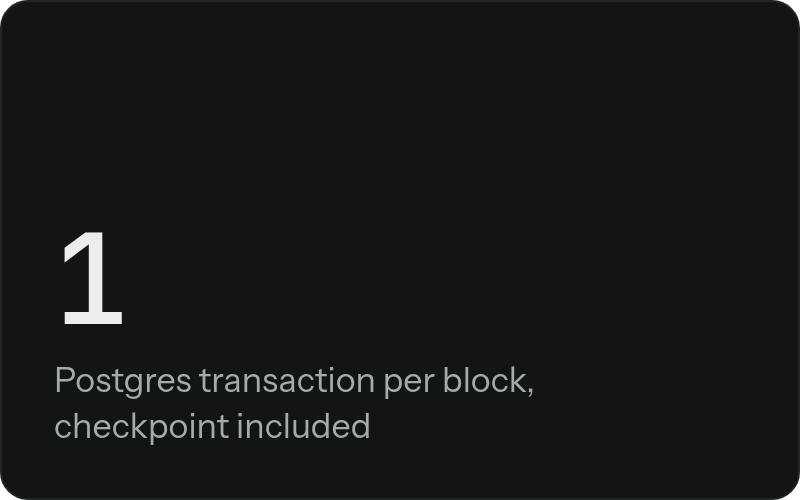 1
Postgres transaction per block,
checkpoint included